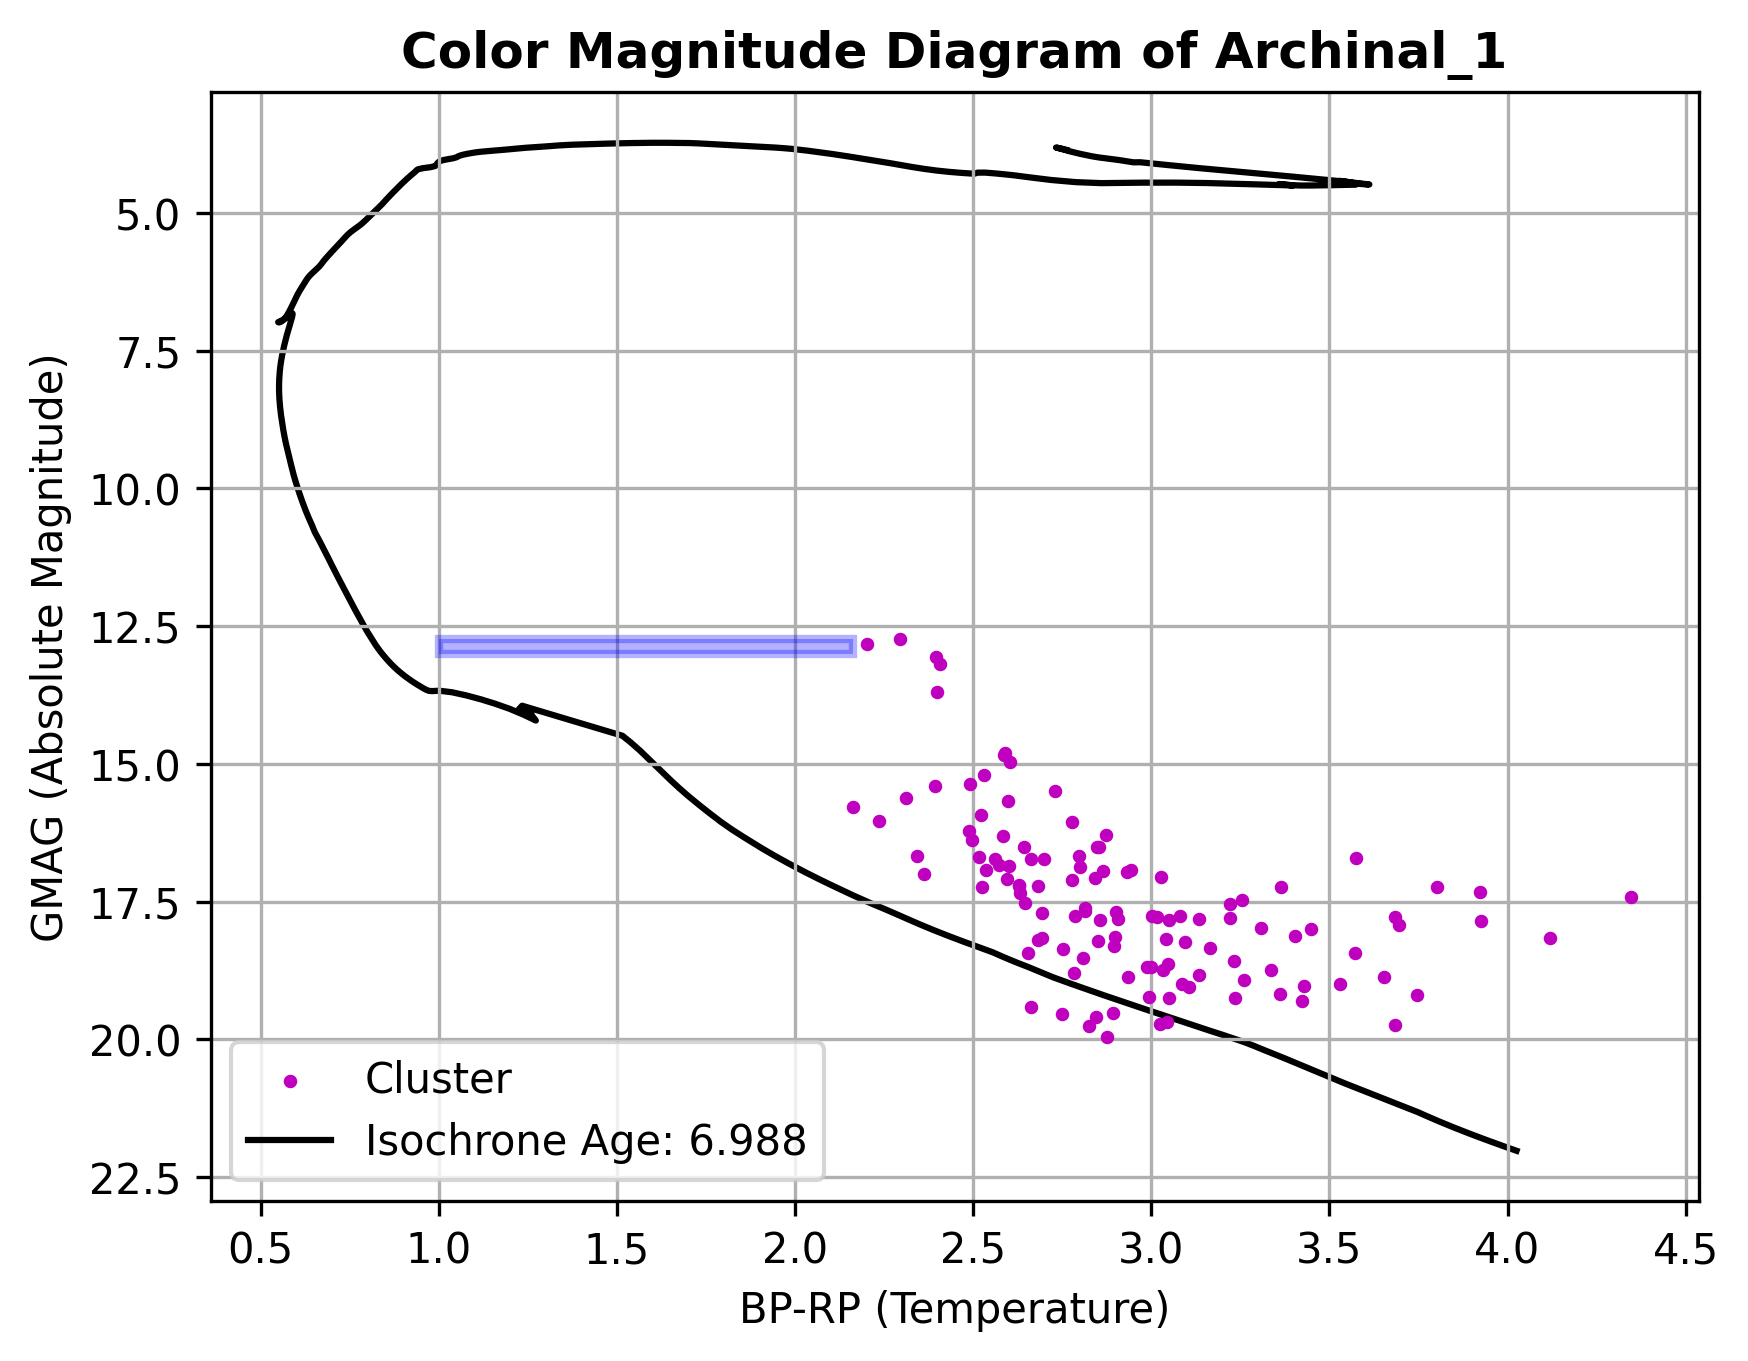 Color Magnitude Diagram of Archinal_1
GMAG (Absolute Magnitude)
5.0
7.5
10.0
12.5
15.0
17.5
20.0
22.5
Cluster
Isochrone Age: 6.988
0.5 1.0 1.5 2.0 2.5 3.0 3.5 4.0 4.5
BP-RP (Temperature)